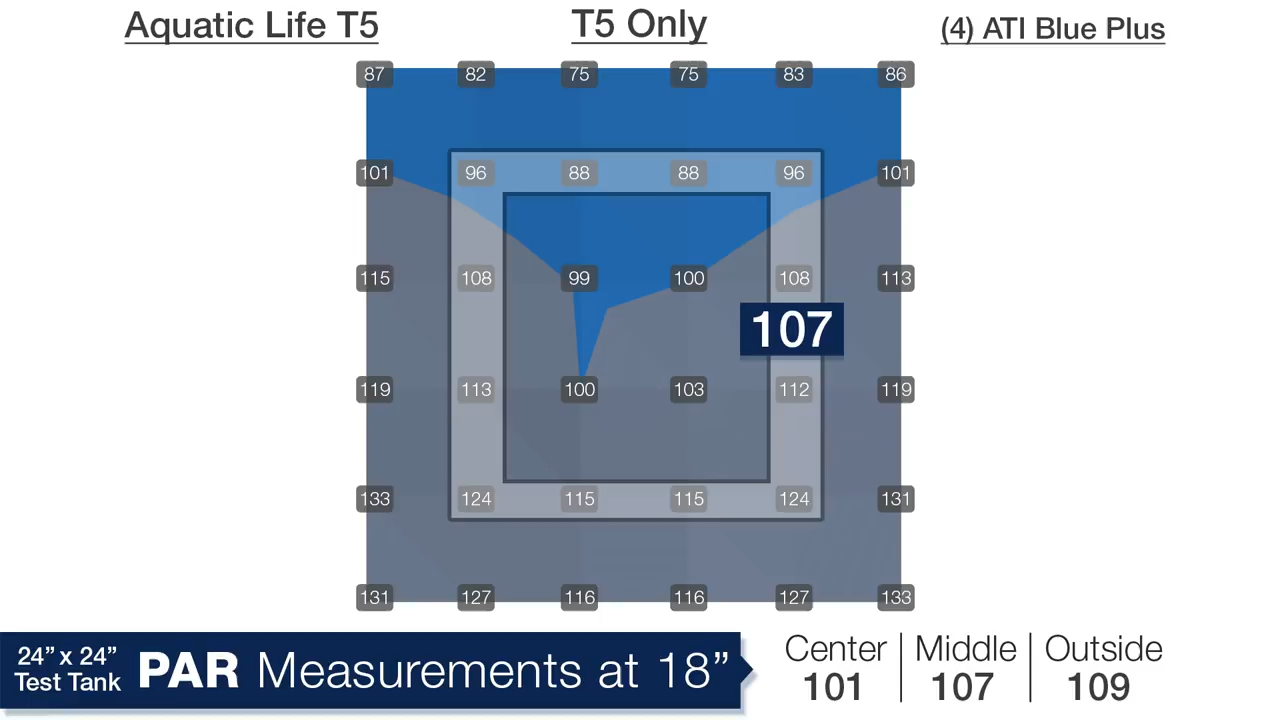 Aquatic Life T5
T5 Only
(4) ATI Blue Plus
87 82 75 75 83 86
101 96 88 88 96 101
115 108 99 100 108 113
107
119 113 100 103 112 119
133 124 115 115 124 131
131 127 116 116 127 133
24” x 24”
Test Tank
PAR Measurements at 18”
Center
101
Middle
107
Outside
109